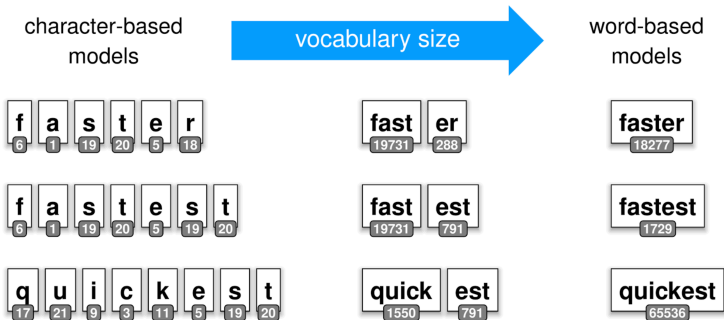 character-based
models
vocabulary size
word-based
models
f a s t e r
6 1 19 20 5 18
fast er
19731 288
faster
18277
f a s t e s t
6 1 19 20 5 19 20
fast est
19731 791
fastest
1729
q u i c k e s t
17 21 9 3 11 5 19 20
quick est
1550 791
quickest
65536